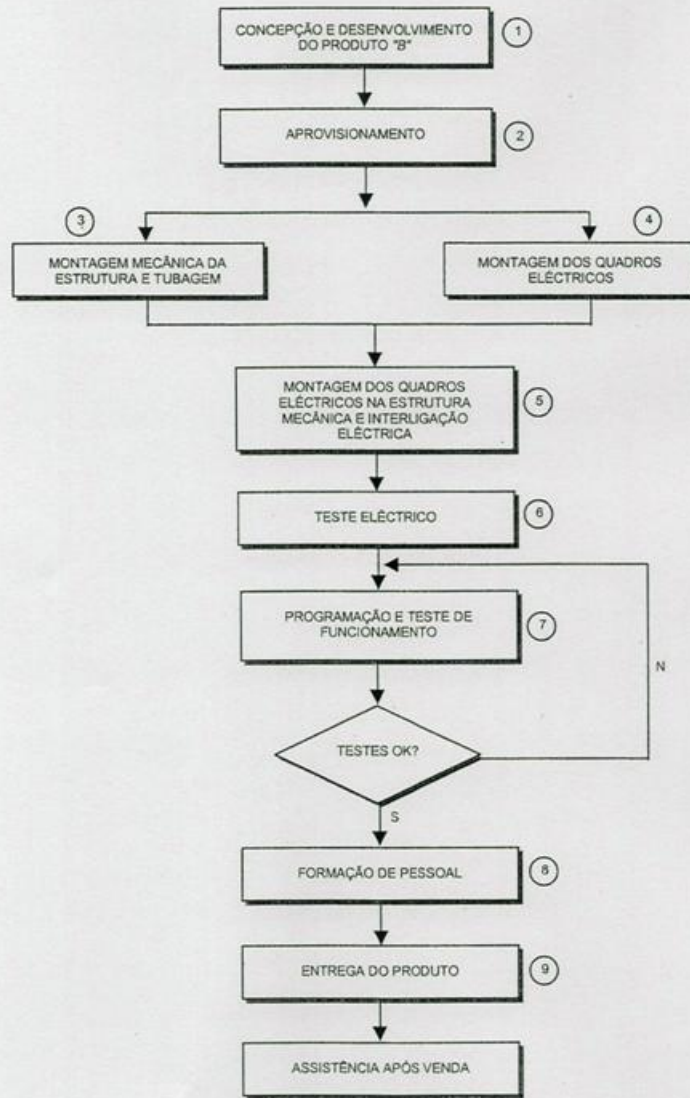 CONCEPÇÃO E DESENVOLVIMENTO
DO PRODUTO "B"
1
APROVISIONAMENTO
2
3
4
MONTAGEM MECÂNICA DA
ESTRUTURA E TUBAGEM
MONTAGEM DOS QUADROS
ELÉCTRICOS
MONTAGEM DOS QUADROS
ELÉCTRICOS NA ESTRUTURA
MECÂNICA E INTERLIGAÇÃO
ELÉCTRICA
5
TESTE ELÉCTRICO
6
PROGRAMAÇÃO E TESTE DE
FUNCIONAMENTO
7
N
TESTES OK?
S
FORMAÇÃO DE PESSOAL
8
ENTREGA DO PRODUTO
9
ASSISTÊNCIA APÓS VENDA